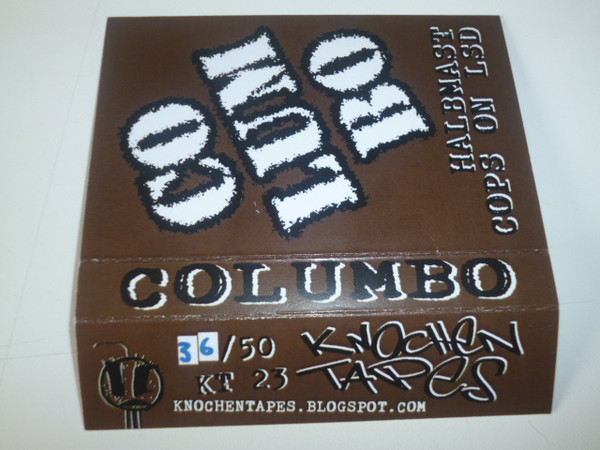 CO
LUM
BO
HALBMAST
COPS ON LSD
COLUMBO
36/50
KT 23
KNOCHEN
TAPES
KNOCHENTAPES.BLOGSPOT.COM